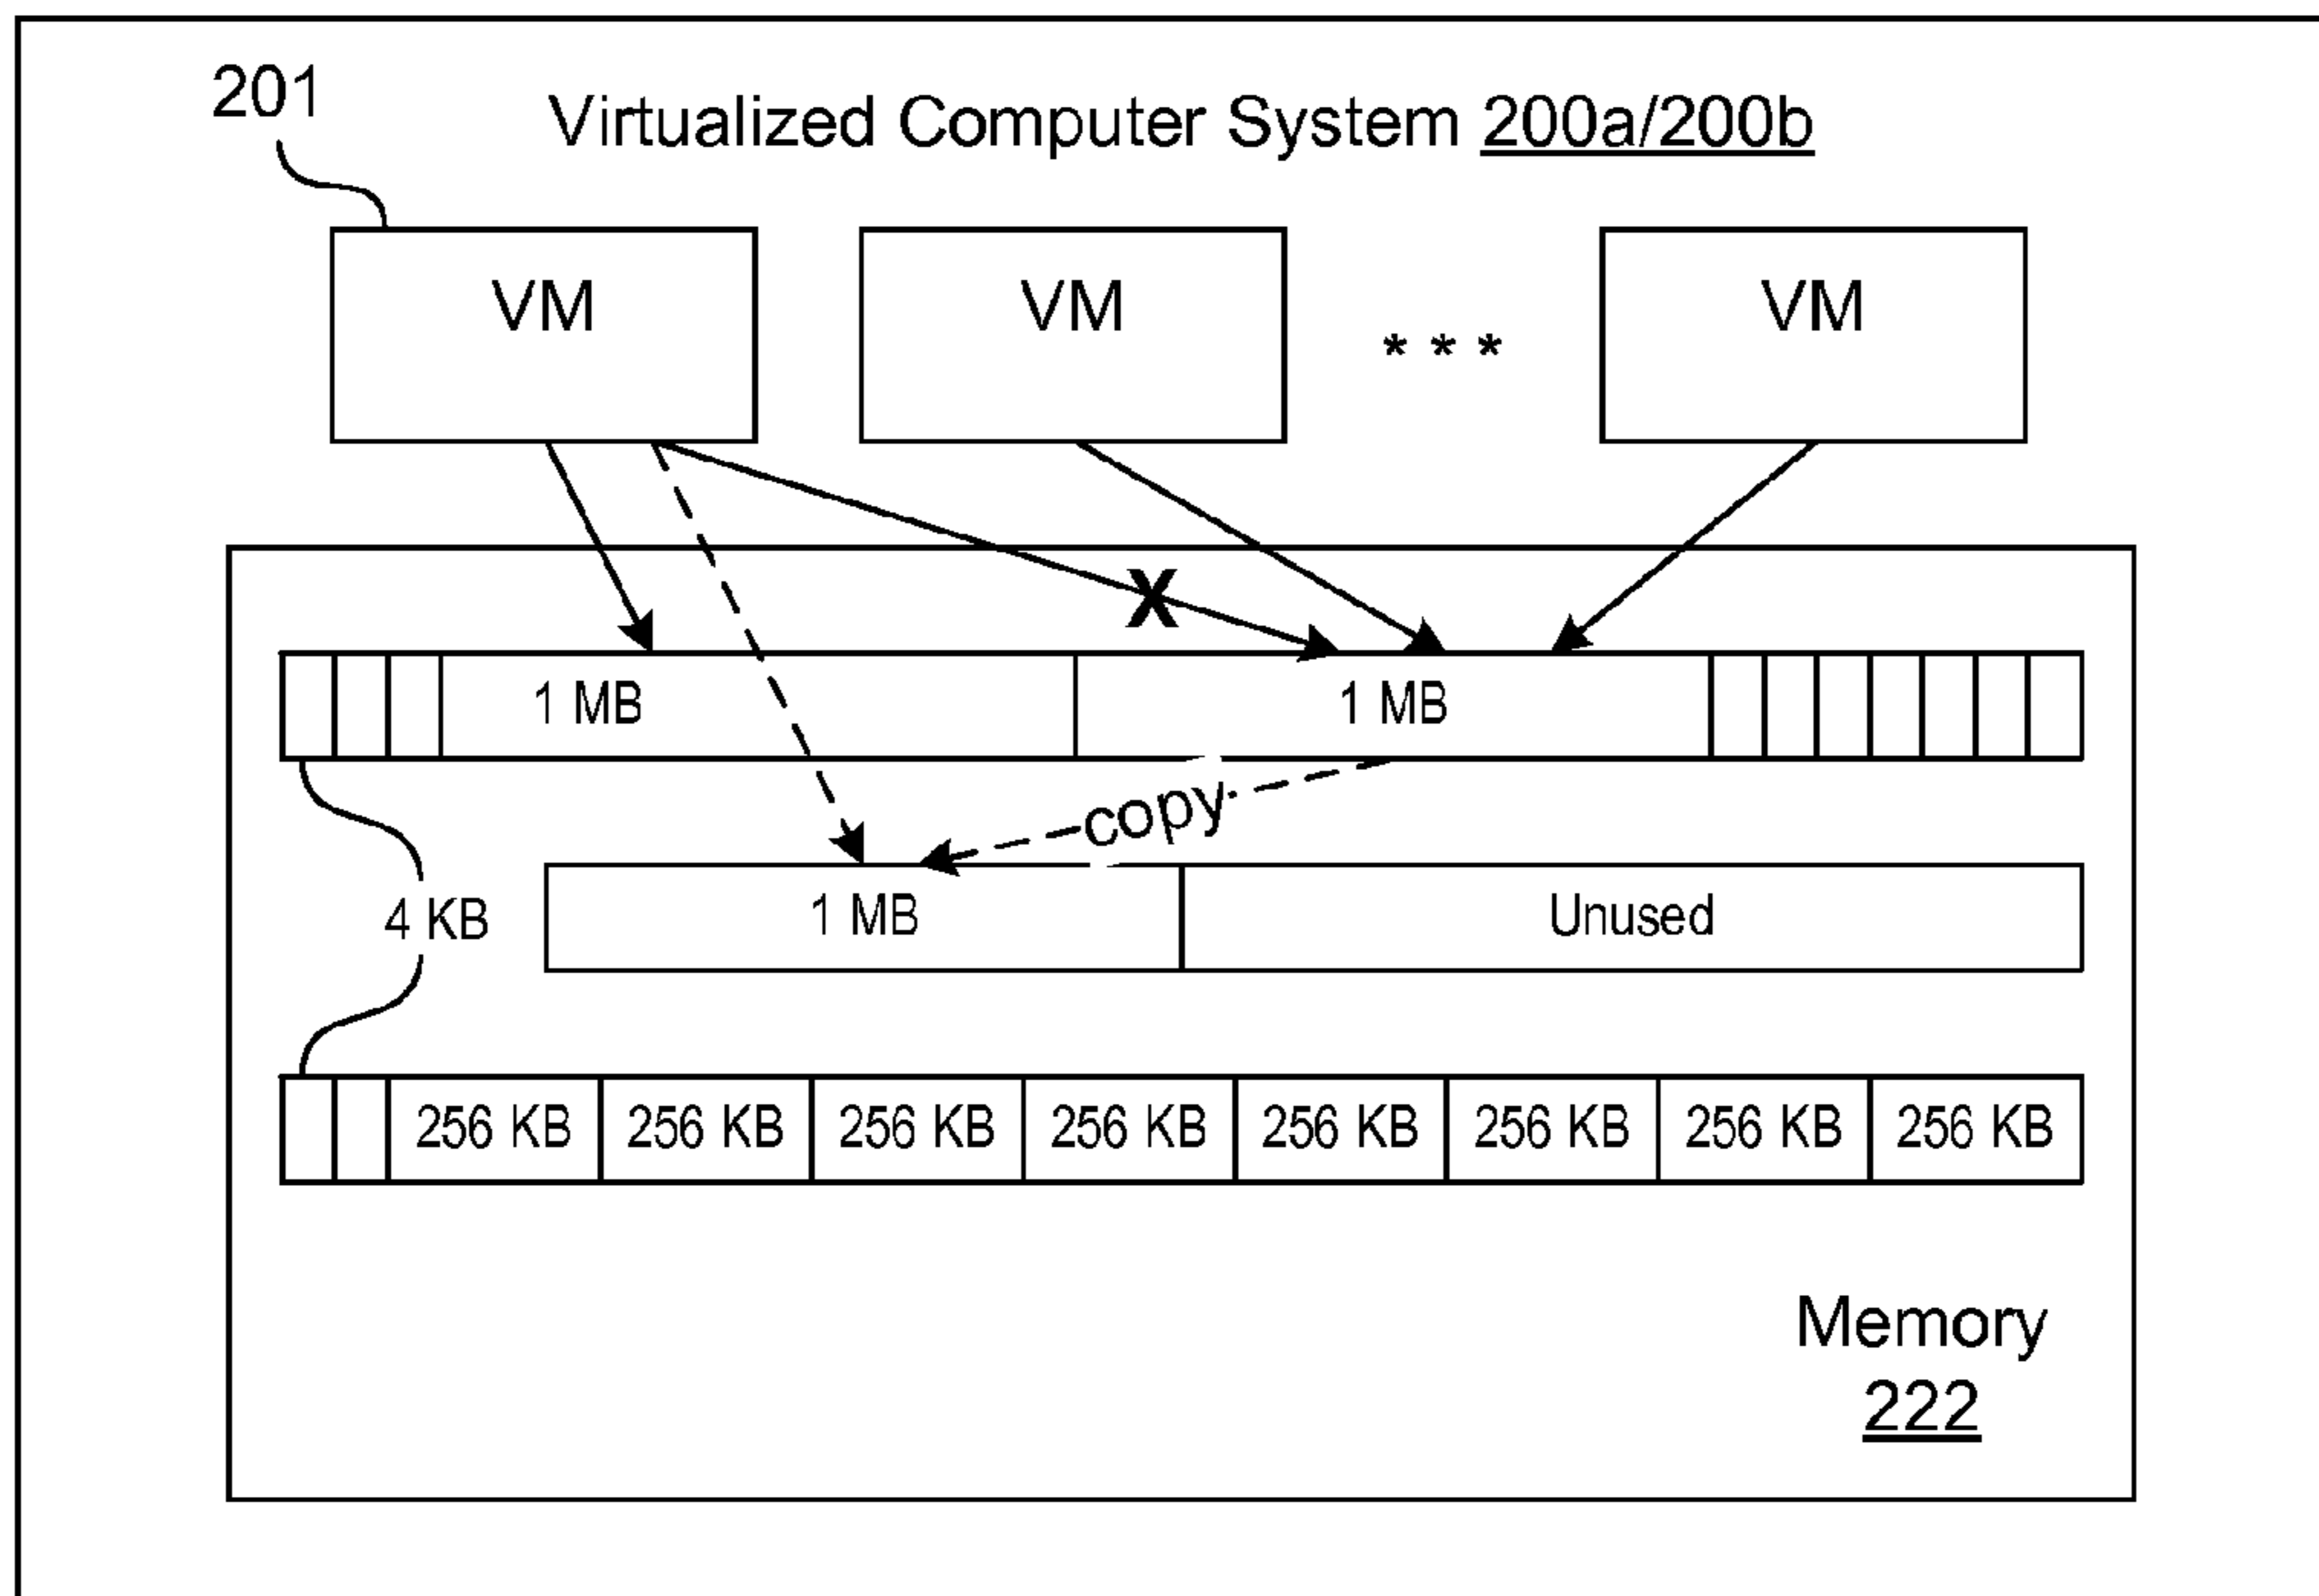 201
Virtualized Computer System 200a/200b
VM
VM
* * *
VM
X
1 MB
1 MB
copy
4 KB
1 MB
Unused
256 KB
256 KB
256 KB
256 KB
256 KB
256 KB
256 KB
256 KB
Memory
222